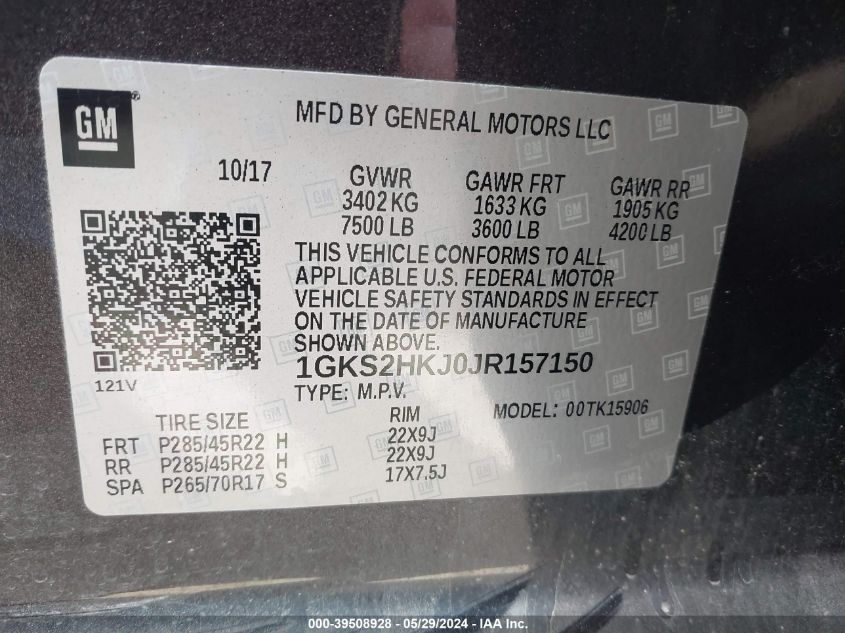 GM
MFD BY GENERAL MOTORS LLC
10/17
GVWR GAWR FRT GAWR RR
3402 KG 1633 KG 1905 KG
7500 LB 3600 LB 4200 LB
THIS VEHICLE CONFORMS TO ALL
APPLICABLE U.S. FEDERAL MOTOR
VEHICLE SAFETY STANDARDS IN EFFECT
ON THE DATE OF MANUFACTURE
SHOWN ABOVE.
1GKS2HKJ0JR157150
121V
TYPE: M.P.V. MODEL: 00TK15906
TIRE SIZE RIM
FRT P285/45R22 H 22X9J
RR P285/45R22 H 22X9J
SPA P265/70R17 S 17X7.5J
000-39508928 - 05/29/2024 - IAA Inc.